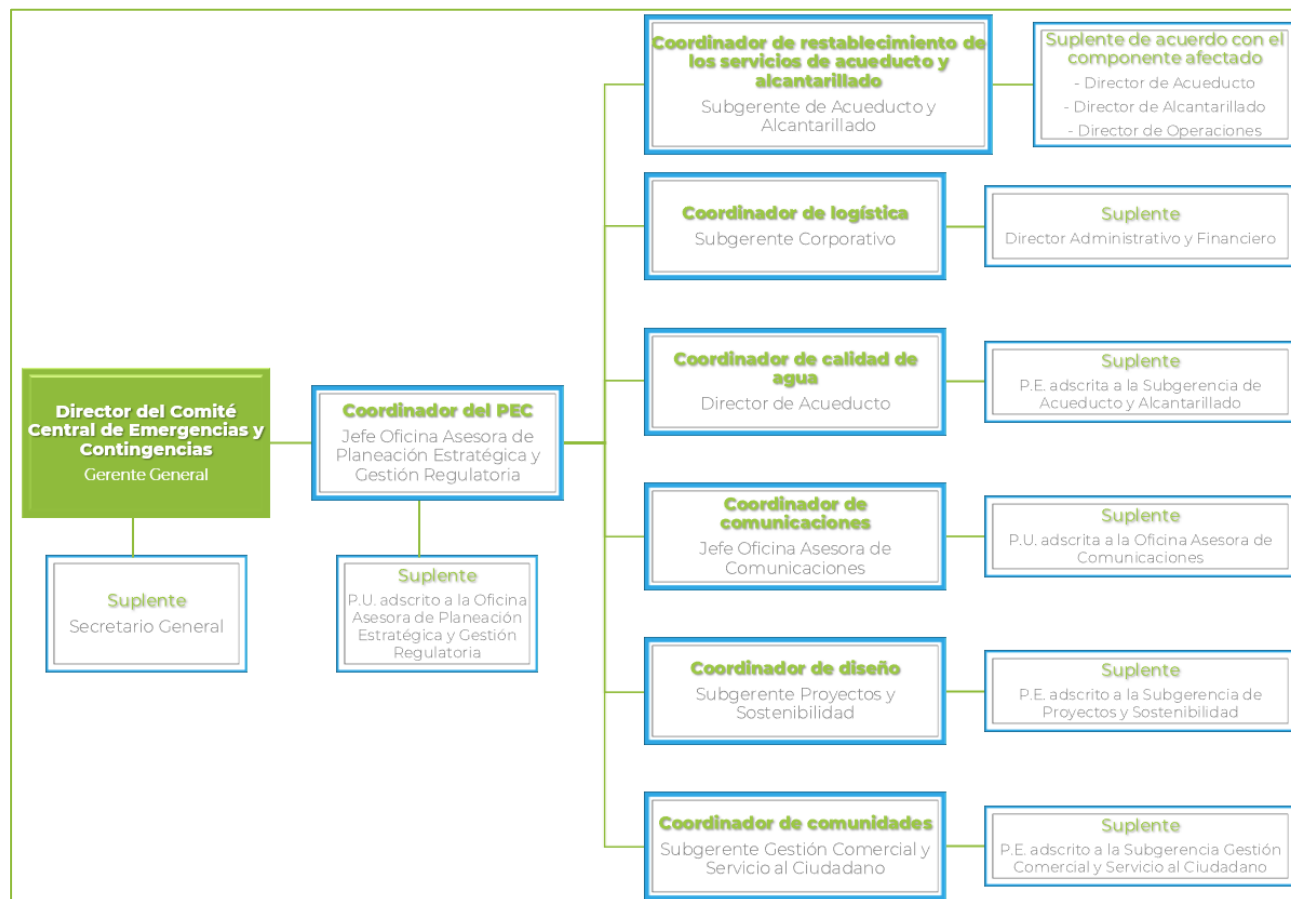 Director del Comité
Central de Emergencias y
Contingencias
Gerente General
Suplente
Secretario General
Coordinador del PEC
Jefe Oficina Asesora de
Planeación Estratégica y
Gestión Regulatoria
Suplente
P.U. adscrito a la Oficina
Asesora de Planeación
Estratégica y Gestión
Regulatoria
Coordinador de restablecimiento de
los servicios de acueducto y
alcantarillado
Subgerente de Acueducto y
Alcantarillado
Suplente de acuerdo con el
componente afectado
- Director de Acueducto
- Director de Alcantarillado
- Director de Operaciones
Coordinador de logística
Subgerente Corporativo
Suplente
Director Administrativo y Financiero
Coordinador de calidad de
agua
Director de Acueducto
Suplente
P.E. adscrita a la Subgerencia de
Acueducto y Alcantarillado
Coordinador de
comunicaciones
Jefe Oficina Asesora de
Comunicaciones
Suplente
P.U. adscrita a la Oficina Asesora de
Comunicaciones
Coordinador de diseño
Subgerente Proyectos y
Sostenibilidad
Suplente
P.E. adscrito a la Subgerencia de
Proyectos y Sostenibilidad
Coordinador de comunidades
Subgerente Gestión Comercial y
Servicio al Ciudadano
Suplente
P.E. adscrito a la Subgerencia Gestión
Comercial y Servicio al Ciudadano